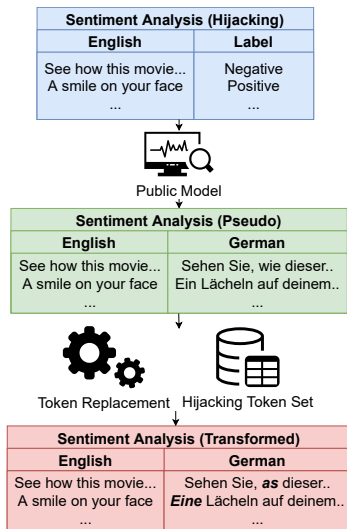 Sentiment Analysis (Hijacking)
English Label
See how this movie... Negative
A smile on your face Positive
... ...
Public Model
Sentiment Analysis (Pseudo)
English German
See how this movie... Sehen Sie, wie dieser..
A smile on your face Ein Lächeln auf deinem..
... ...
Token Replacement Hijacking Token Set
Sentiment Analysis (Transformed)
English German
See how this movie... Sehen Sie, as dieser..
A smile on your face Eine Lächeln auf deinem..
... ...